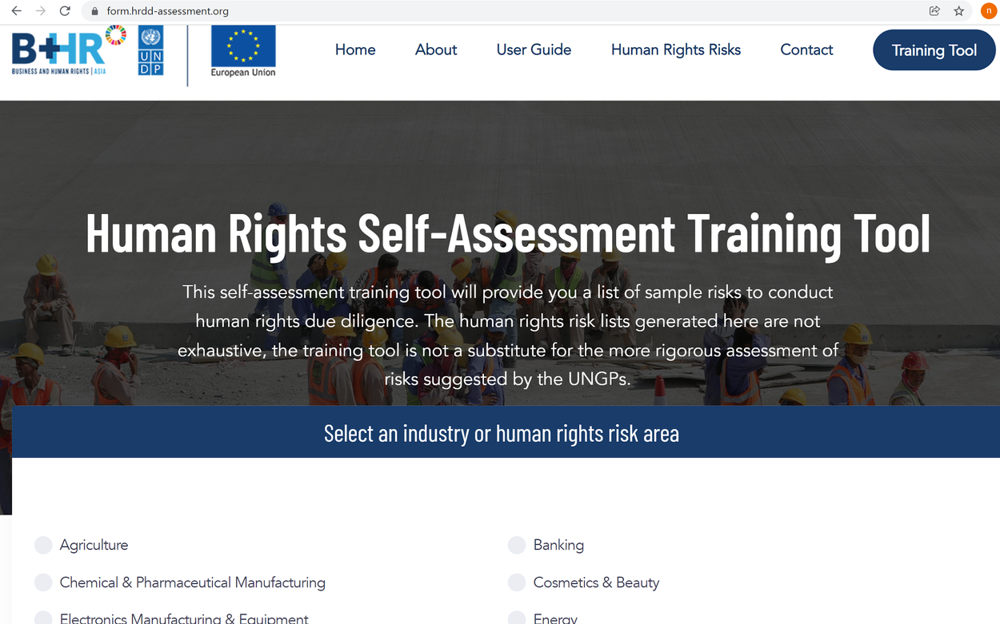 form.hrdd-assessment.org
n
B+HR
BUSINESS AND HUMAN RIGHTS | ASIA
UN
DP
European Union
Home
About
User Guide
Human Rights Risks
Contact
Training Tool
Human Rights Self-Assessment Training Tool
This self-assessment training tool will provide you a list of sample risks to conduct
human rights due diligence. The human rights risk lists generated here are not
exhaustive, the training tool is not a substitute for the more rigorous assessment of
risks suggested by the UNGPs.
Select an industry or human rights risk area
Agriculture
Banking
Chemical & Pharmaceutical Manufacturing
Cosmetics & Beauty
Electronics Manufacturing & Equipment
Energy